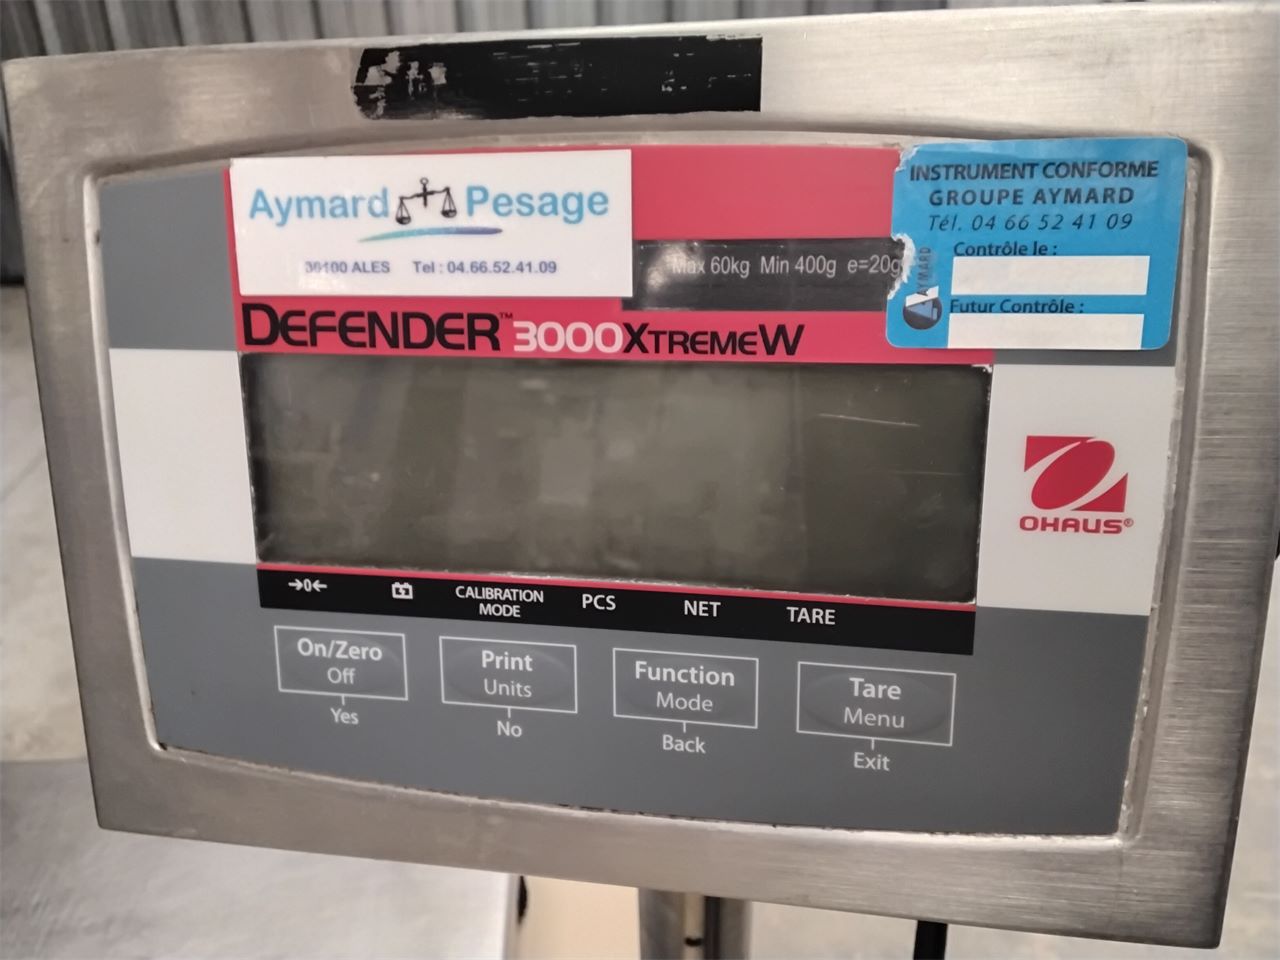 Aymard Pesage
30100 ALES Tel : 04.66.52.41.09
INSTRUMENT CONFORME
GROUPE AYMARD
Tél. 04 66 52 41 09
Contrôle le :
AYMARD
Futur Contrôle :
Max 60kg Min 400g e=20g
DEFENDER™ 3000 XTREMEW
OHAUS®
→0←
CALIBRATION
MODE
PCS
NET
TARE
On/Zero
Off
Yes
Print
Units
No
Function
Mode
Back
Tare
Menu
Exit